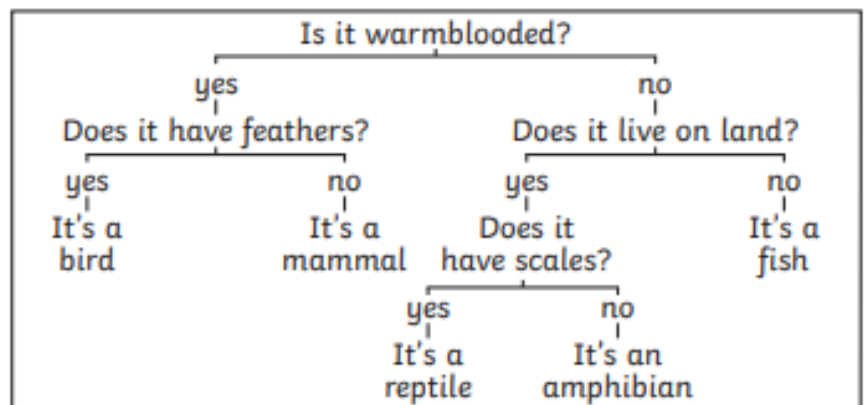 Is it warmblooded?
yes
no
Does it have feathers?
Does it live on land?
yes
no
yes
no
It's a
bird
It's a
mammal
Does it
have scales?
It's a
fish
yes
no
It's a
reptile
It's an
amphibian